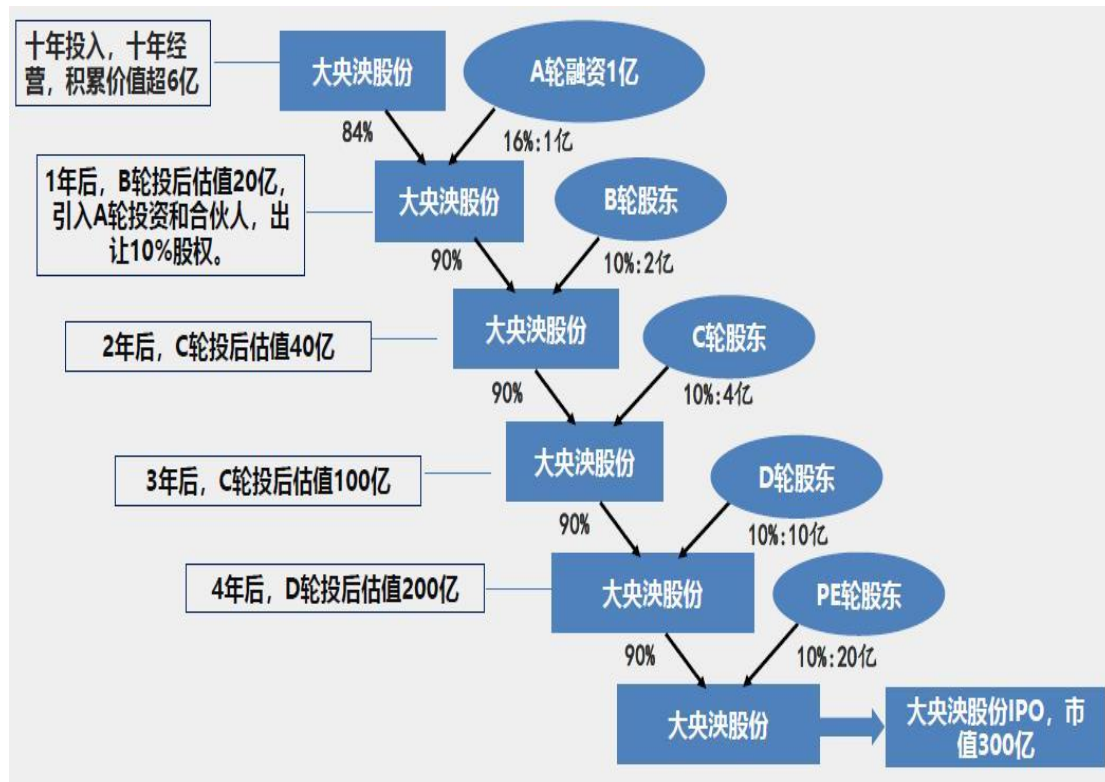 十年投入，十年经
营，积累价值超6亿
大央泱股份
A轮融资1亿
84%
16%:1亿
1年后，B轮投后估值20亿，
引入A轮投资和合伙人，出
让10%股权。
大央泱股份
B轮股东
90%
10%:2亿
2年后，C轮投后估值40亿
大央泱股份
C轮股东
90%
10%:4亿
3年后，C轮投后估值100亿
大央泱股份
D轮股东
90%
10%:10亿
4年后，D轮投后估值200亿
大央泱股份
PE轮股东
90%
10%:20亿
大央泱股份
大央泱股份IPO，市
值300亿